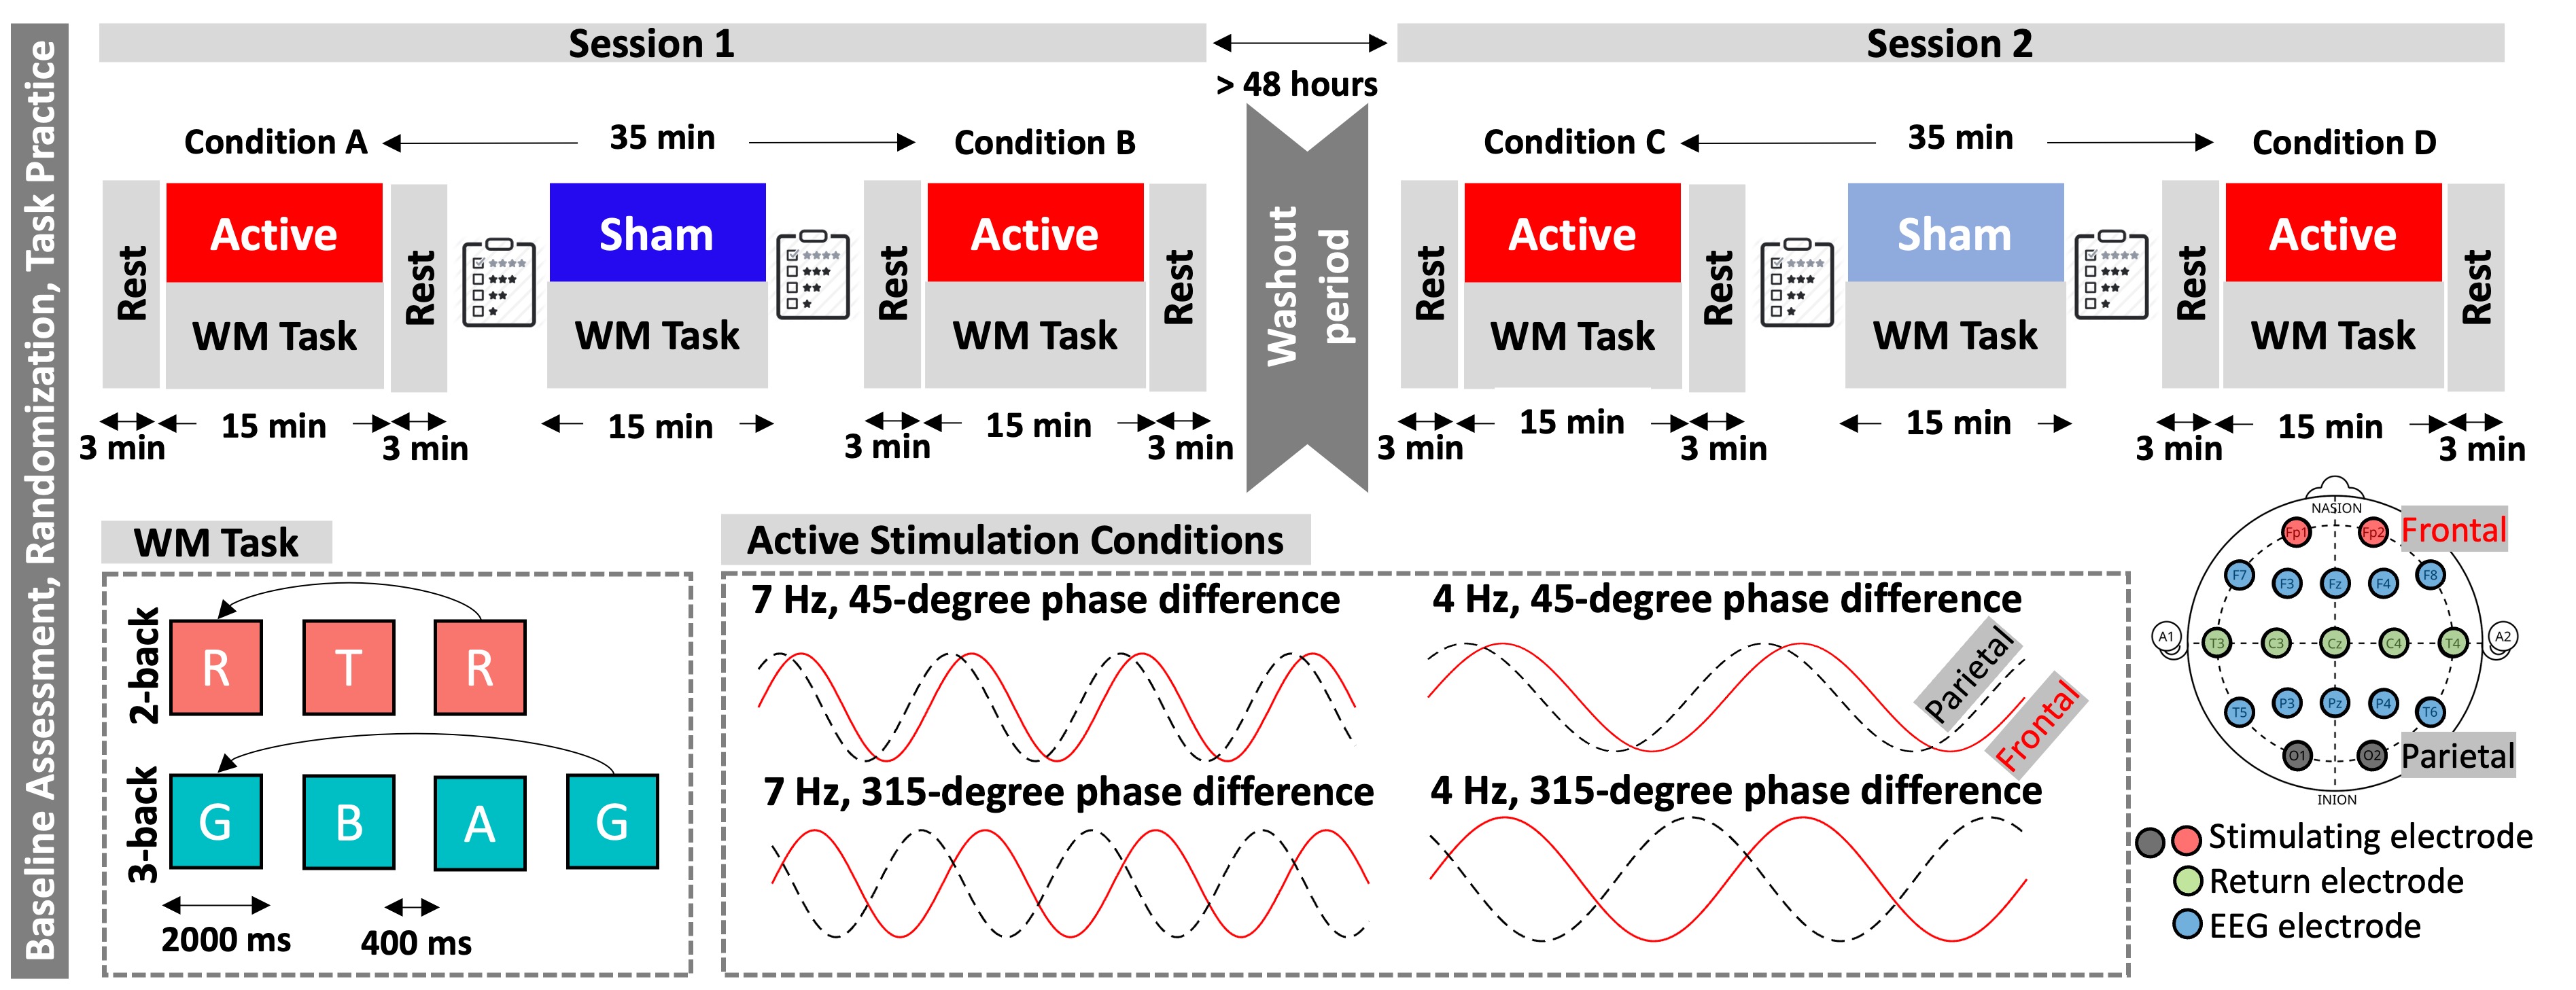 Baseline Assessment, Randomization, Task Practice
Session 1
> 48 hours
Session 2
Condition A
35 min
Condition B
Condition C
35 min
Condition D
Rest
Active
WM Task
Rest
Sham
WM Task
Rest
Active
WM Task
Rest
Washout
period
Rest
Active
WM Task
Rest
Sham
WM Task
Rest
Active
WM Task
Rest
3 min
15 min
3 min
15 min
3 min
15 min
3 min
3 min
15 min
3 min
15 min
3 min
15 min
3 min
WM Task
2-back
R T R
3-back
G B A G
2000 ms
400 ms
Active Stimulation Conditions
7 Hz, 45-degree phase difference
4 Hz, 45-degree phase difference
Parietal
Frontal
7 Hz, 315-degree phase difference
4 Hz, 315-degree phase difference
NASION
Fp1 Fp2
Frontal
F7 F3 Fz F4 F8
A1 T3 C3 Cz C4 T4 A2
T5 P3 Pz P4 T6
O1 O2
Parietal
INION
Stimulating electrode
Return electrode
EEG electrode